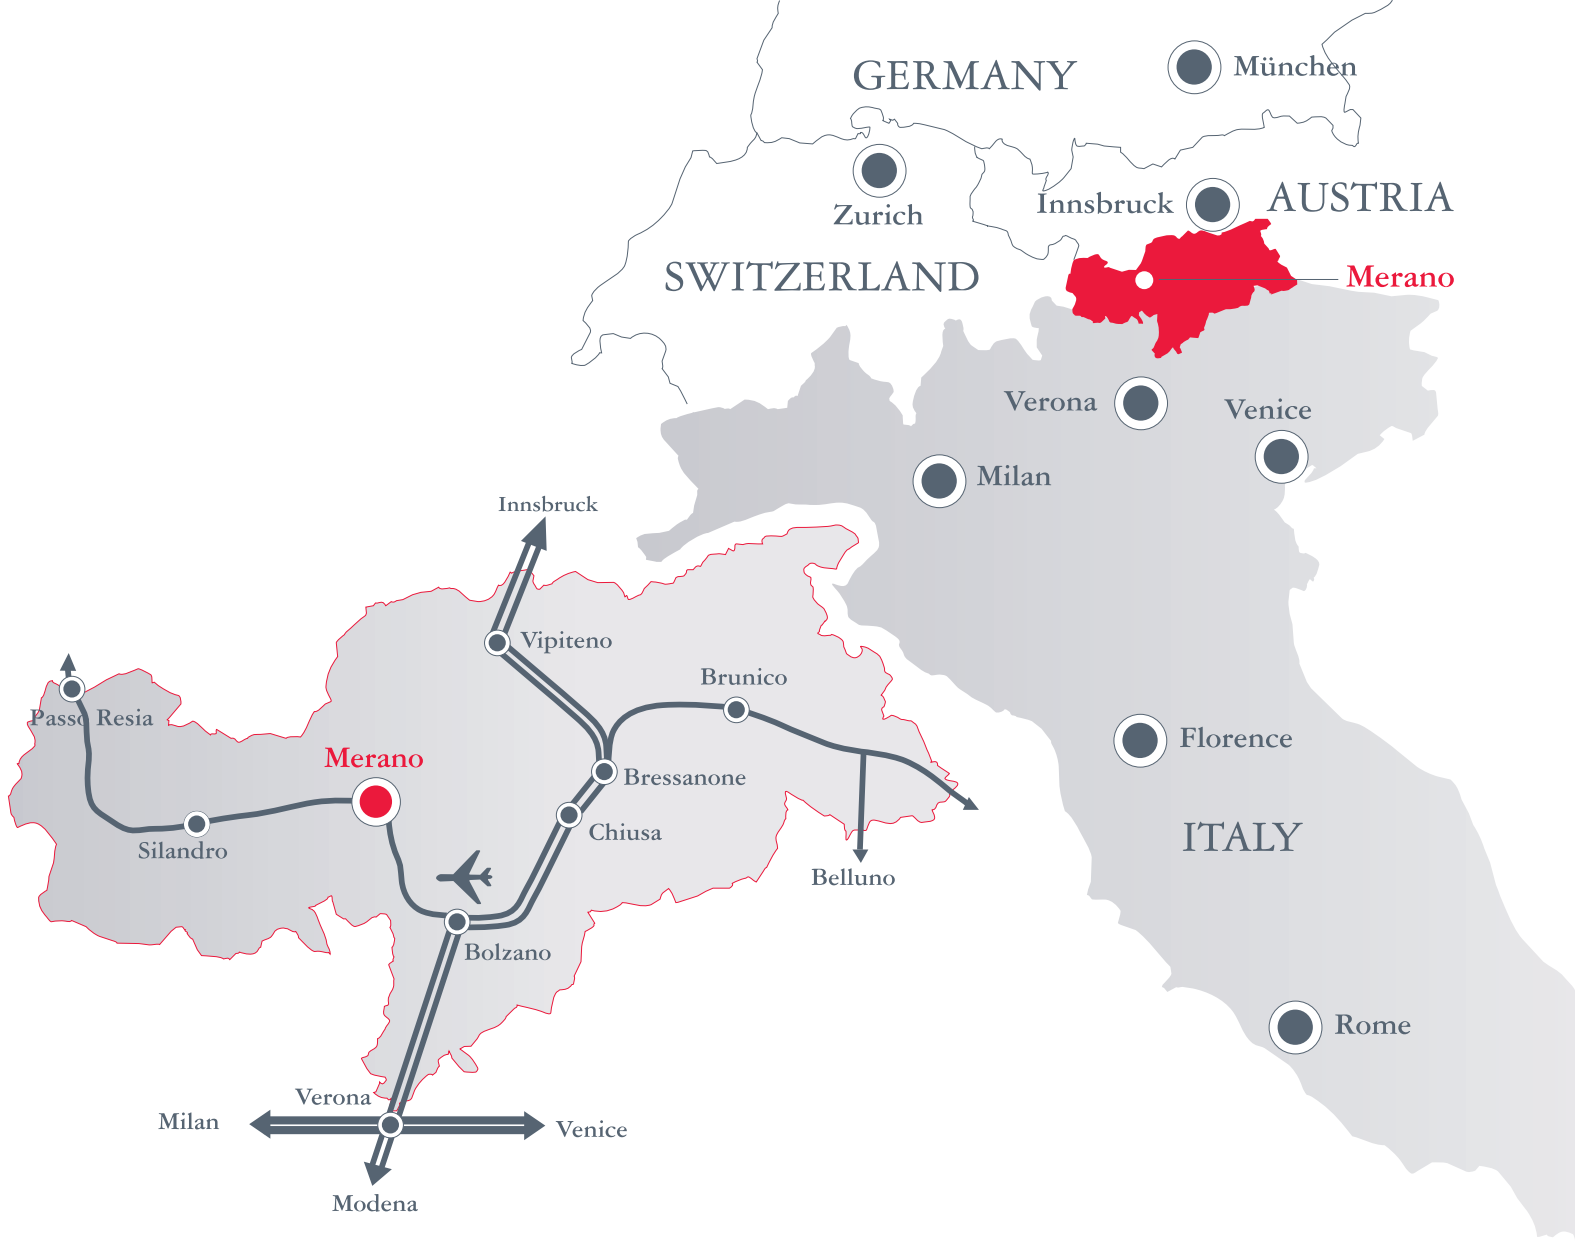 GERMANY
München
Zurich
Innsbruck
AUSTRIA
SWITZERLAND
Merano
Verona
Venice
Milan
Florence
ITALY
Rome
Innsbruck
Vipiteno
Brunico
Passo Resia
Merano
Bressanone
Chiusa
Silandro
Belluno
Bolzano
Verona
Milan
Venice
Modena